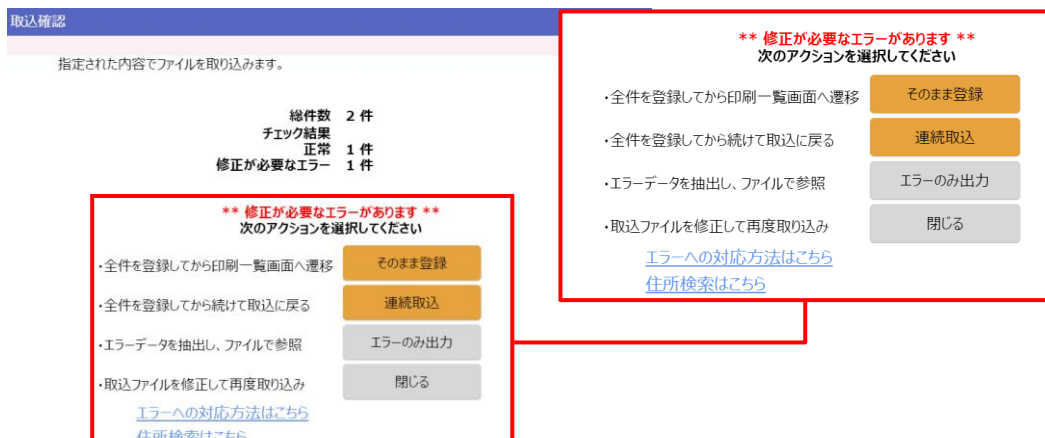 取込確認
指定された内容でファイルを取り込みます。
総件数 2 件
チェック結果
正常 1 件
修正が必要なエラー 1 件
** 修正が必要なエラーがあります **
次のアクションを選択してください
・全件を登録してから印刷一覧画面へ遷移 そのまま登録
・全件を登録してから続けて取込に戻る 連続取込
・エラーデータを抽出し、ファイルで参照 エラーのみ出力
・取込ファイルを修正して再度取り込み 閉じる
エラーへの対応方法はこちら
住所検索はこちら
** 修正が必要なエラーがあります **
次のアクションを選択してください
・全件を登録してから印刷一覧画面へ遷移 そのまま登録
・全件を登録してから続けて取込に戻る 連続取込
・エラーデータを抽出し、ファイルで参照 エラーのみ出力
・取込ファイルを修正して再度取り込み 閉じる
エラーへの対応方法はこちら
住所検索はこちら